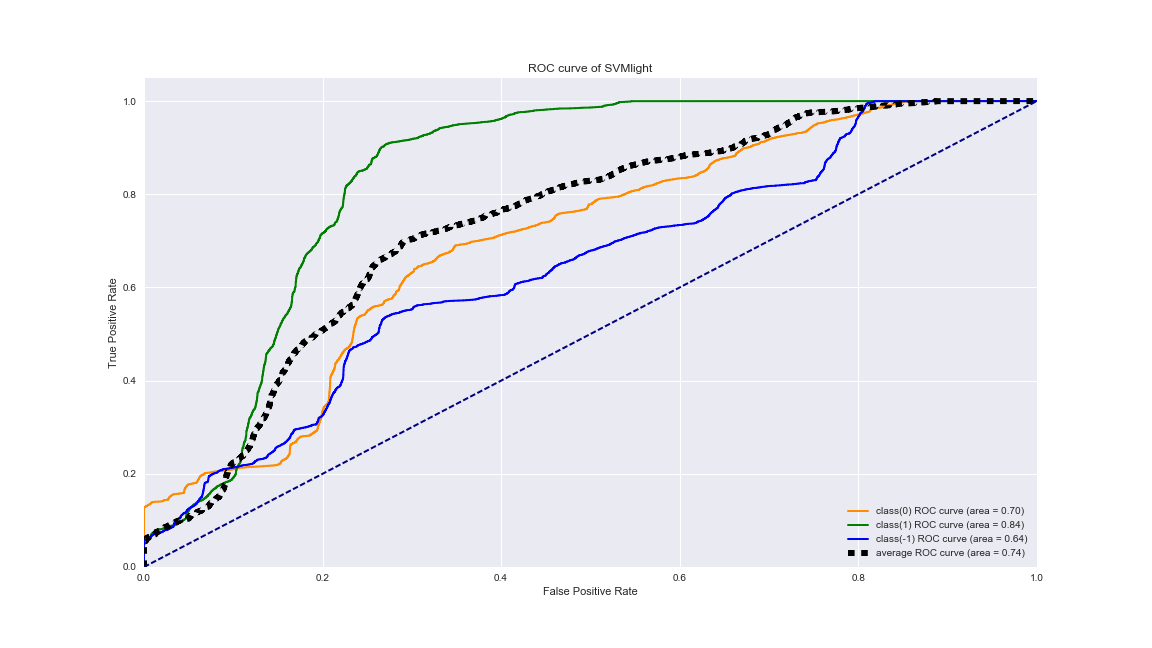 ROC curve of SVMlight
1.0
0.8
0.6
0.4
0.2
0.0
True Positive Rate
0.0 0.2 0.4 0.6 0.8 1.0
False Positive Rate
class(0) ROC curve (area = 0.70)
class(1) ROC curve (area = 0.84)
class(-1) ROC curve (area = 0.64)
average ROC curve (area = 0.74)